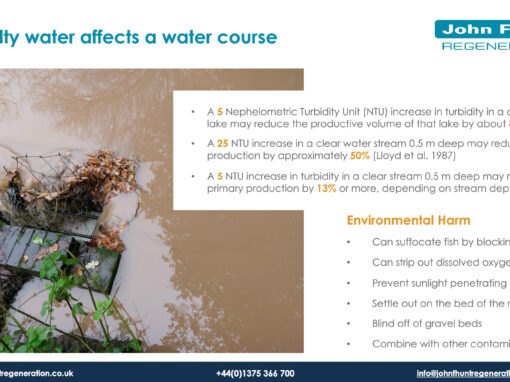 lty water affects a water course
John F
REGENE
• A 5 Nephelometric Turbidity Unit (NTU) increase in turbidity in a
lake may reduce the productive volume of that lake by about
• A 25 NTU increase in a clear water stream 0.5 m deep may redu
production by approximately 50% (Lloyd et al. 1987)
• A 5 NTU increase in turbidity in a clear stream 0.5 m deep may
primary production by 13% or more, depending on stream dep
Environmental Harm
• Can suffocate fish by blockin
• Can strip out dissolved oxyge
• Prevent sunlight penetrating
• Settle out on the bed of the
• Blind off of gravel beds
• Combine with other contami
ntregeneration.co.uk
+44(0)1375 366 700
info@johnfhuntregenerati